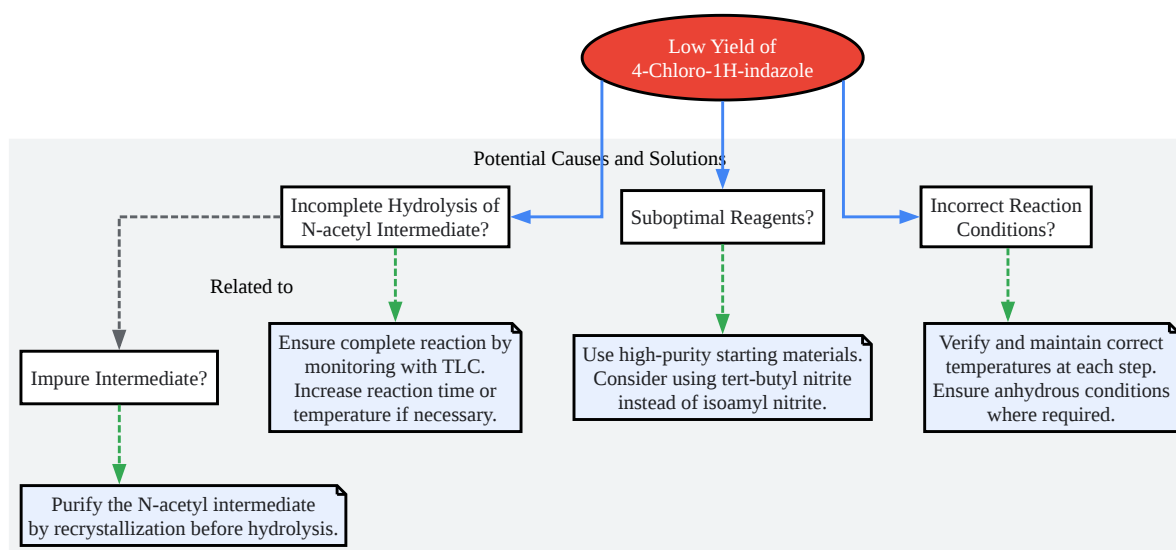 Low Yield of
4-Chloro-1H-indazole
Potential Causes and Solutions
Incomplete Hydrolysis of
N-acetyl Intermediate?
Suboptimal Reagents?
Incorrect Reaction
Conditions?
Related to
Impure Intermediate?
Ensure complete reaction by
monitoring with TLC.
Increase reaction time or
temperature if necessary.
Use high-purity starting materials.
Consider using tert-butyl nitrite
instead of isoamyl nitrite.
Verify and maintain correct
temperatures at each step.
Ensure anhydrous conditions
where required.
Purify the N-acetyl intermediate
by recrystallization before hydrolysis.